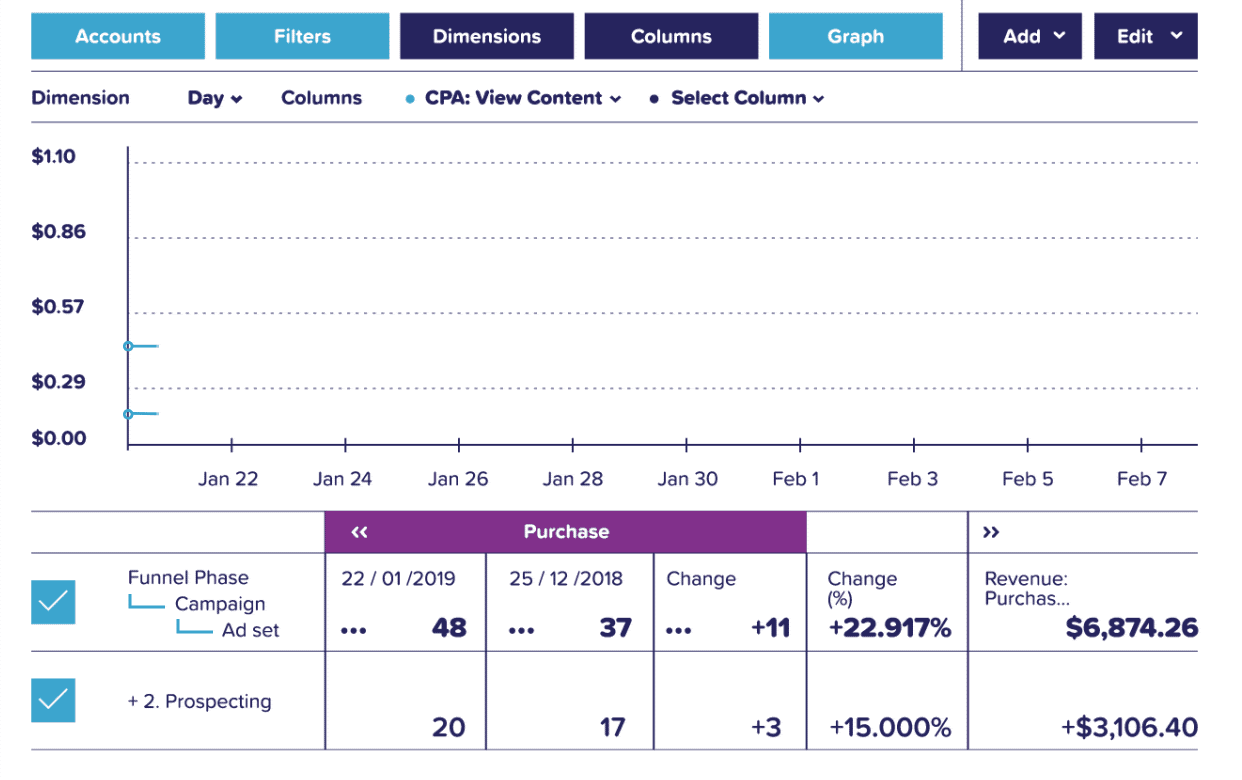 Accounts Filters Dimensions Columns Graph Add Edit
Dimension Day Columns CPA: View Content Select Column
$1.10
$0.86
$0.57
$0.29
$0.00
Jan 22 Jan 24 Jan 26 Jan 28 Jan 30 Feb 1 Feb 3 Feb 5 Feb 7
<< Purchase >>
Funnel Phase 22 / 01 /2019 25 / 12 /2018 Change Change (%) Revenue: Purchas...
Campaign
Ad set ... 48 ... 37 ... +11 +22.917% $6,874.26
+ 2. Prospecting
20 17 +3 +15.000% +$3,106.40